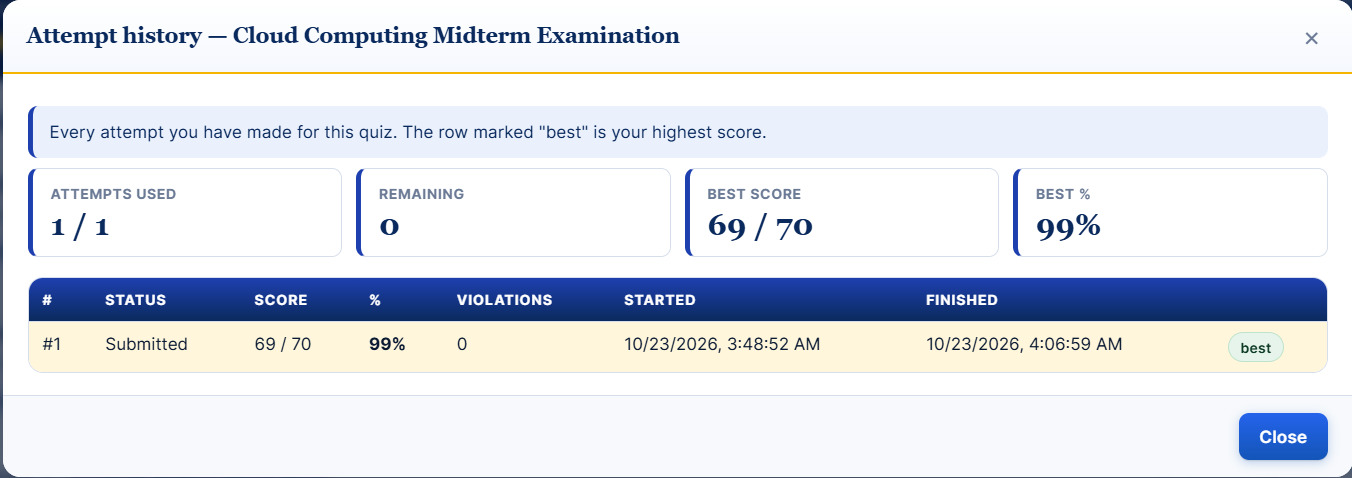 Attempt history — Cloud Computing Midterm Examination
×
Every attempt you have made for this quiz. The row marked "best" is your highest score.
ATTEMPTS USED REMAINING BEST SCORE BEST %
1 / 1 0 69 / 70 99%
# STATUS SCORE % VIOLATIONS STARTED FINISHED
#1 Submitted 69 / 70 99% 0 10/23/2026, 3:48:52 AM 10/23/2026, 4:06:59 AM best
Close